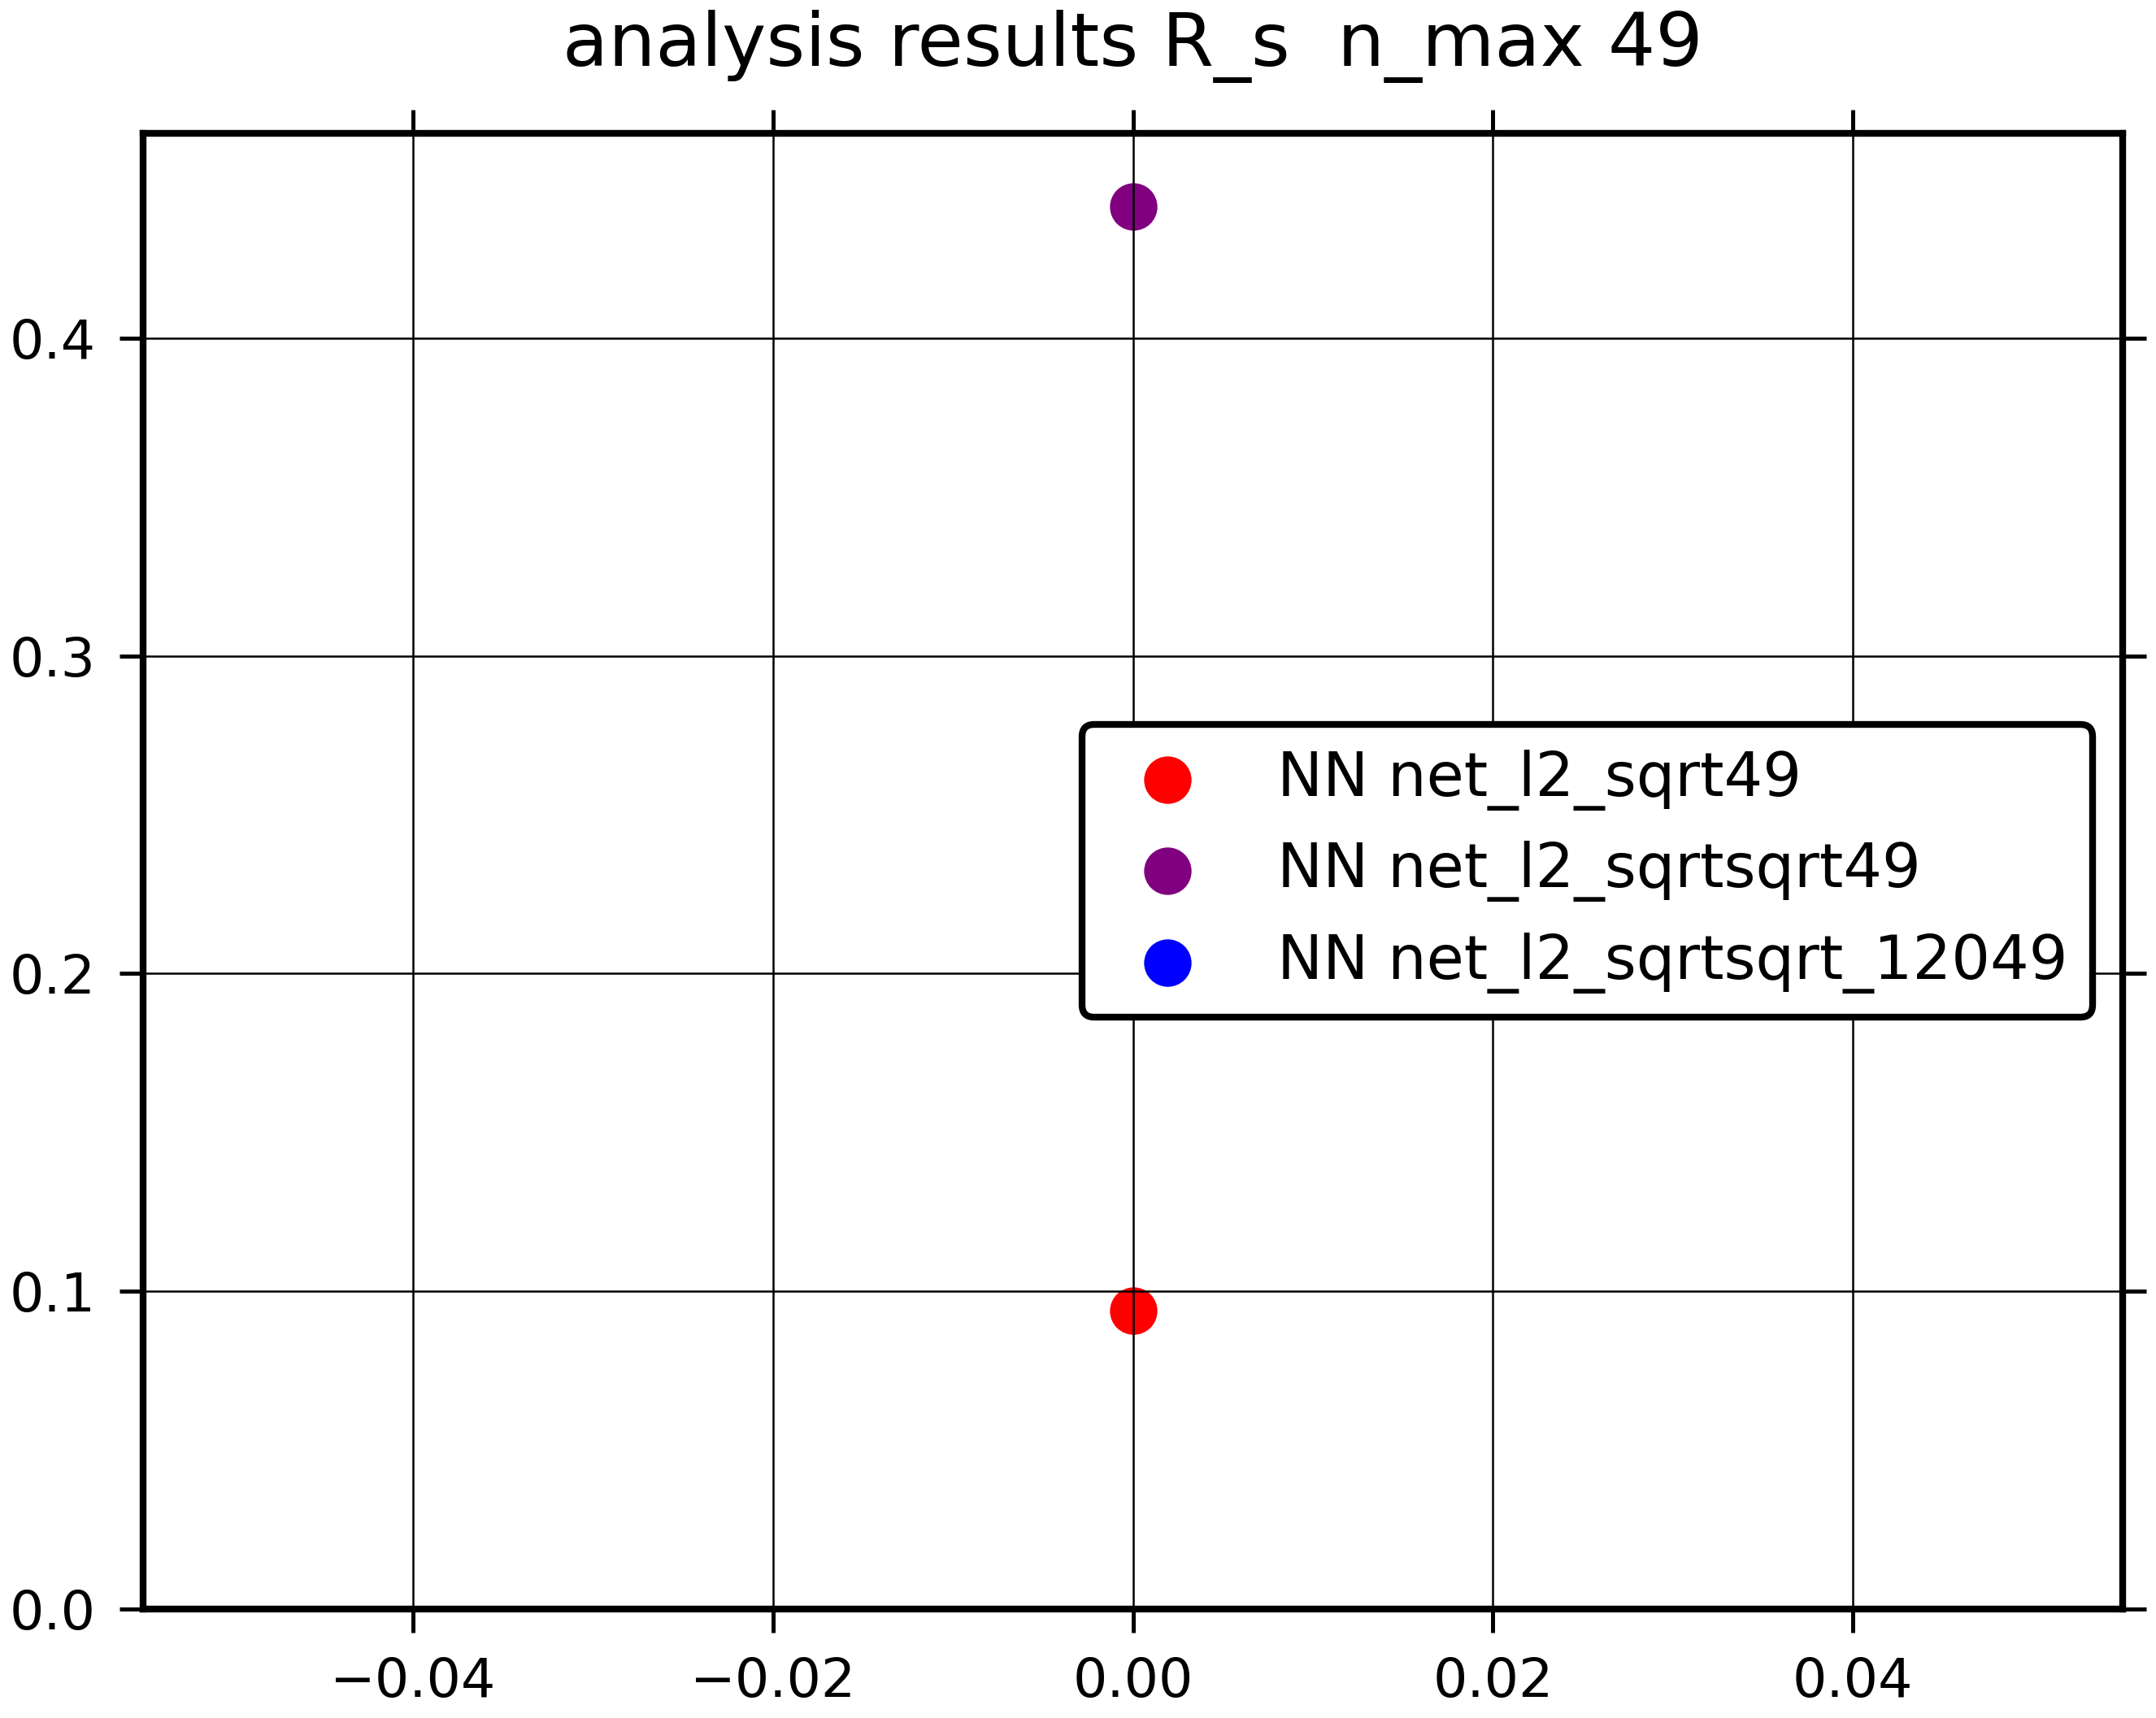 analysis results R_s  n_max 49
0.4
0.3
0.2
0.1
0.0
NN net_l2_sqrt49
NN net_l2_sqrtsqrt49
NN net_l2_sqrtsqrt_12049
−0.04 −0.02 0.00 0.02 0.04